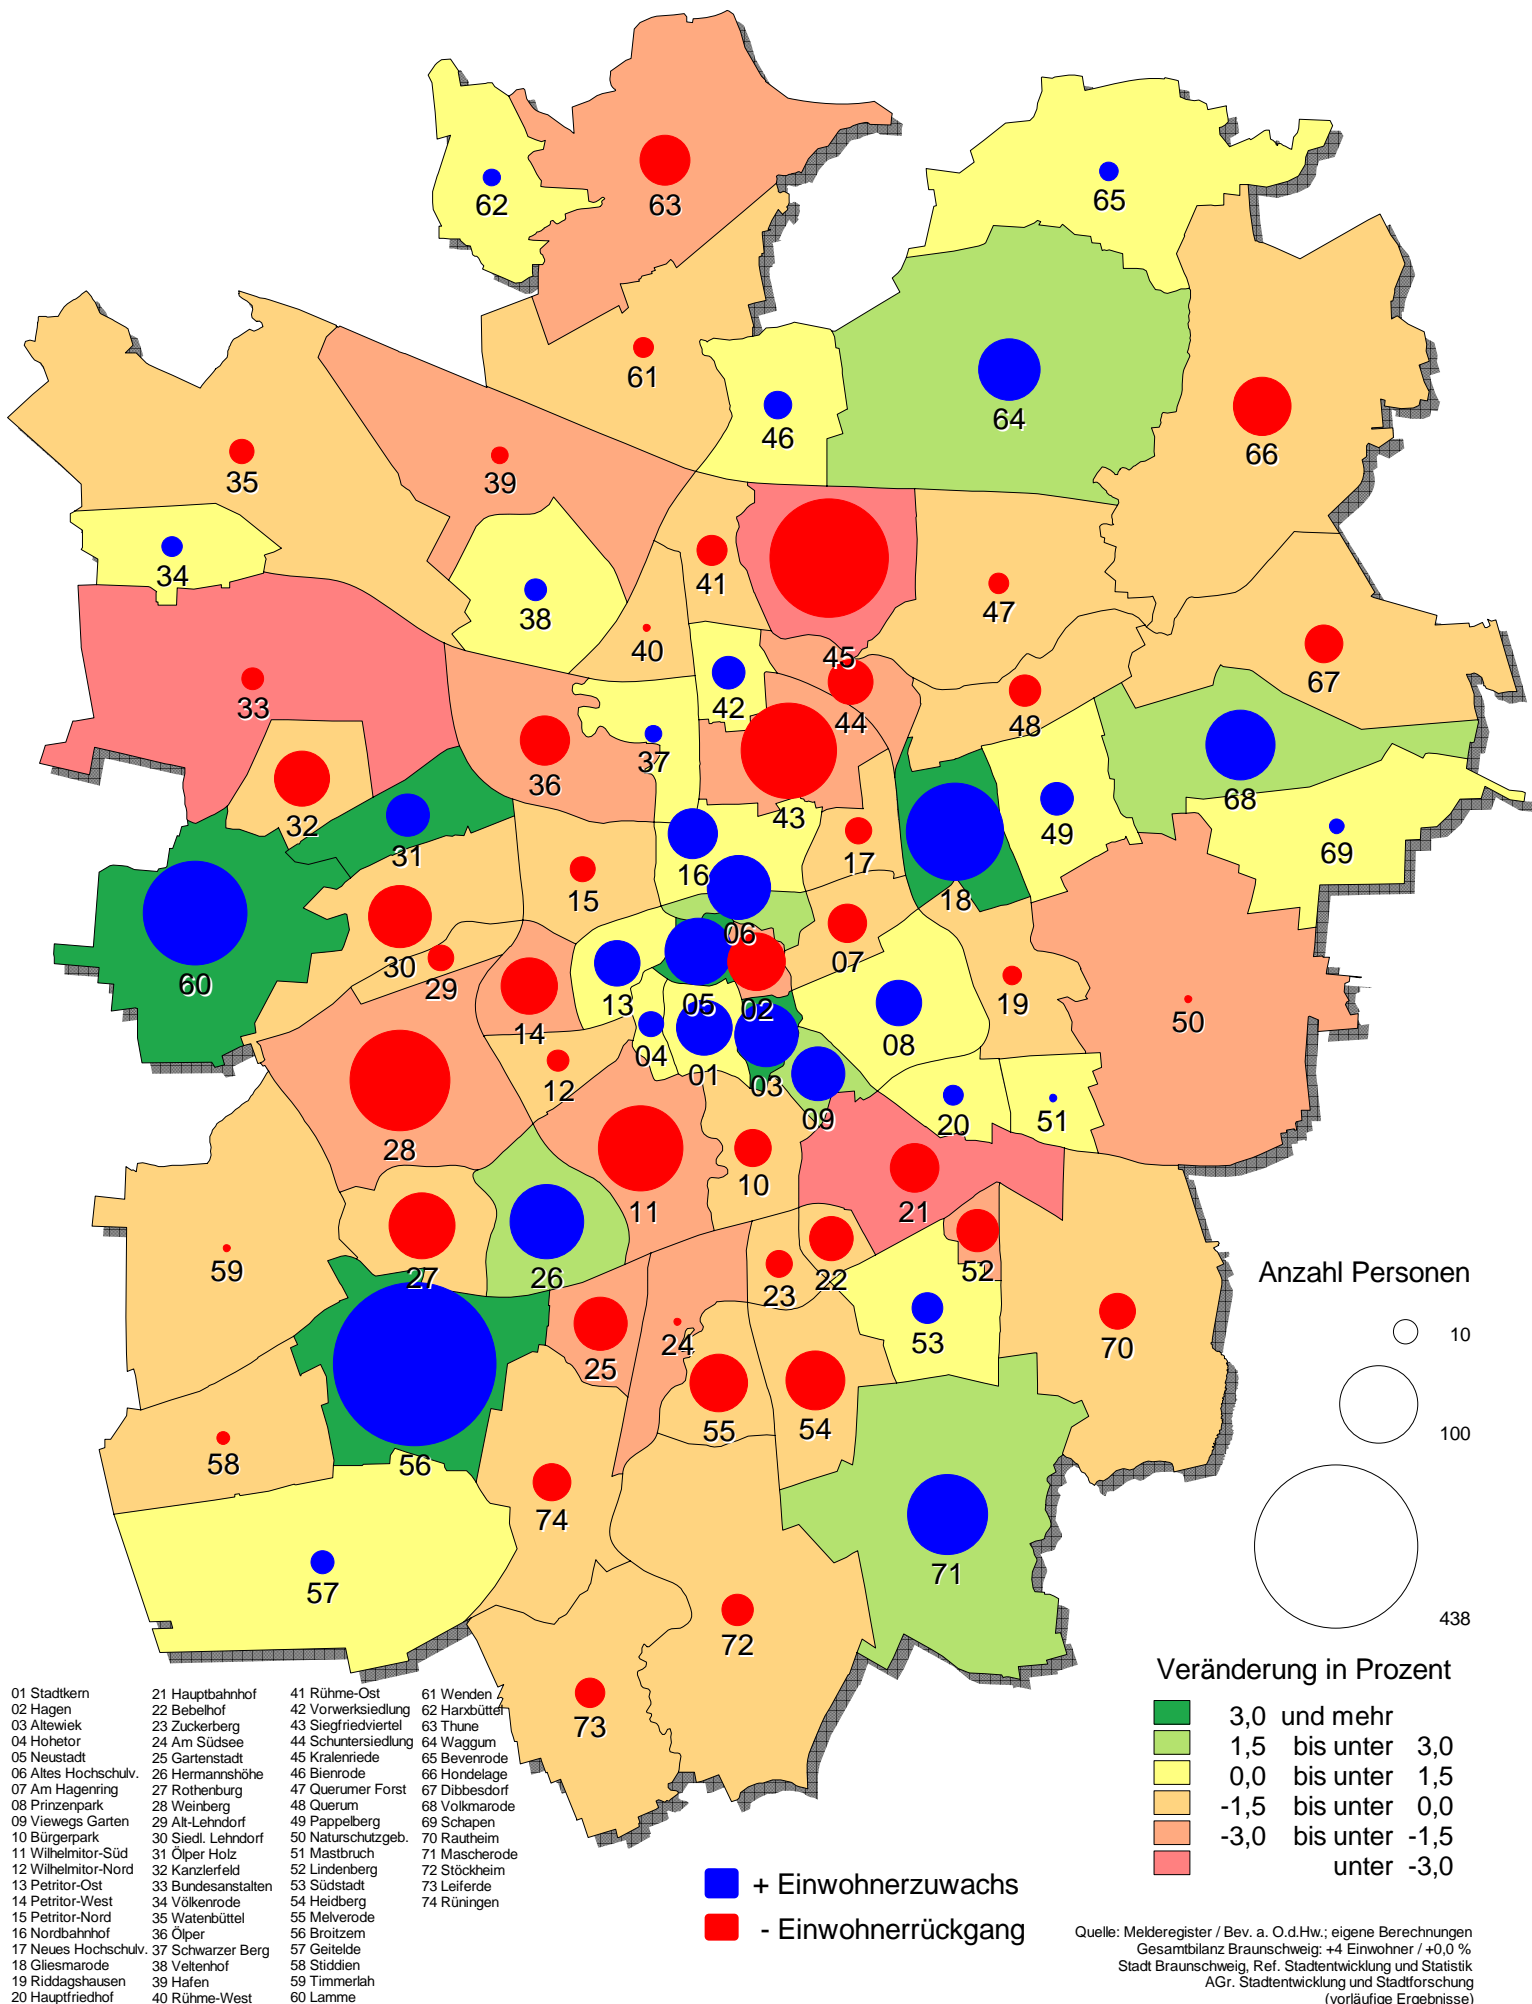 62
63
65
61
46
64
66
35
39
34
38
41
40
45
47
33
42
44
48
67
36
37
43
32
31
49
68
69
16
17
18
15
60
30
29
06
07
13
05
02
19
50
14
04
01
03
08
12
09
20
51
28
10
11
21
59
27
26
23
22
52
53
70
24
25
55
54
58
56
74
57
71
72
73
Anzahl Personen
10
100
438
Veränderung in Prozent
3,0 und mehr
1,5 bis unter 3,0
0,0 bis unter 1,5
-1,5 bis unter 0,0
-3,0 bis unter -1,5
unter -3,0
01 Stadtkern
02 Hagen
03 Altewiek
04 Hohetor
05 Neustadt
06 Altes Hochschulv.
07 Am Hagenring
08 Prinzenpark
09 Viewegs Garten
10 Bürgerpark
11 Wilhelmitor-Süd
12 Wilhelmitor-Nord
13 Petritor-Ost
14 Petritor-West
15 Petritor-Nord
16 Nordbahnhof
17 Neues Hochschulv.
18 Gliesmarode
19 Riddagshausen
20 Hauptfriedhof
21 Hauptbahnhof
22 Bebelhof
23 Zuckerberg
24 Am Südsee
25 Gartenstadt
26 Hermannshöhe
27 Rothenburg
28 Weinberg
29 Alt-Lehndorf
30 Siedl. Lehndorf
31 Ölper Holz
32 Kanzlerfeld
33 Bundesanstalten
34 Völkenrode
35 Watenbüttel
36 Ölper
37 Schwarzer Berg
38 Veltenhof
39 Hafen
40 Rühme-West
41 Rühme-Ost
42 Vorwerksiedlung
43 Siegfriedviertel
44 Schuntersiedlung
45 Kralenriede
46 Bienrode
47 Querumer Forst
48 Querum
49 Pappelberg
50 Naturschutzgeb.
51 Mastbruch
52 Lindenberg
53 Südstadt
54 Heidberg
55 Melverode
56 Broitzem
57 Geitelde
58 Stiddien
59 Timmerlah
60 Lamme
61 Wenden
62 Harxbüttel
63 Thune
64 Waggum
65 Bevenrode
66 Hondelage
67 Dibbesdorf
68 Volkmarode
69 Schapen
70 Rautheim
71 Mascherode
72 Stöckheim
73 Leiferde
74 Rüningen
+ Einwohnerzuwachs
- Einwohnerrückgang
Quelle: Melderegister / Bev. a. O.d.Hw.; eigene Berechnungen
Gesamtbilanz Braunschweig: +4 Einwohner / +0,0 %
Stadt Braunschweig, Ref. Stadtentwicklung und Statistik
AGr. Stadtentwicklung und Stadtforschung
(vorläufige Ergebnisse)